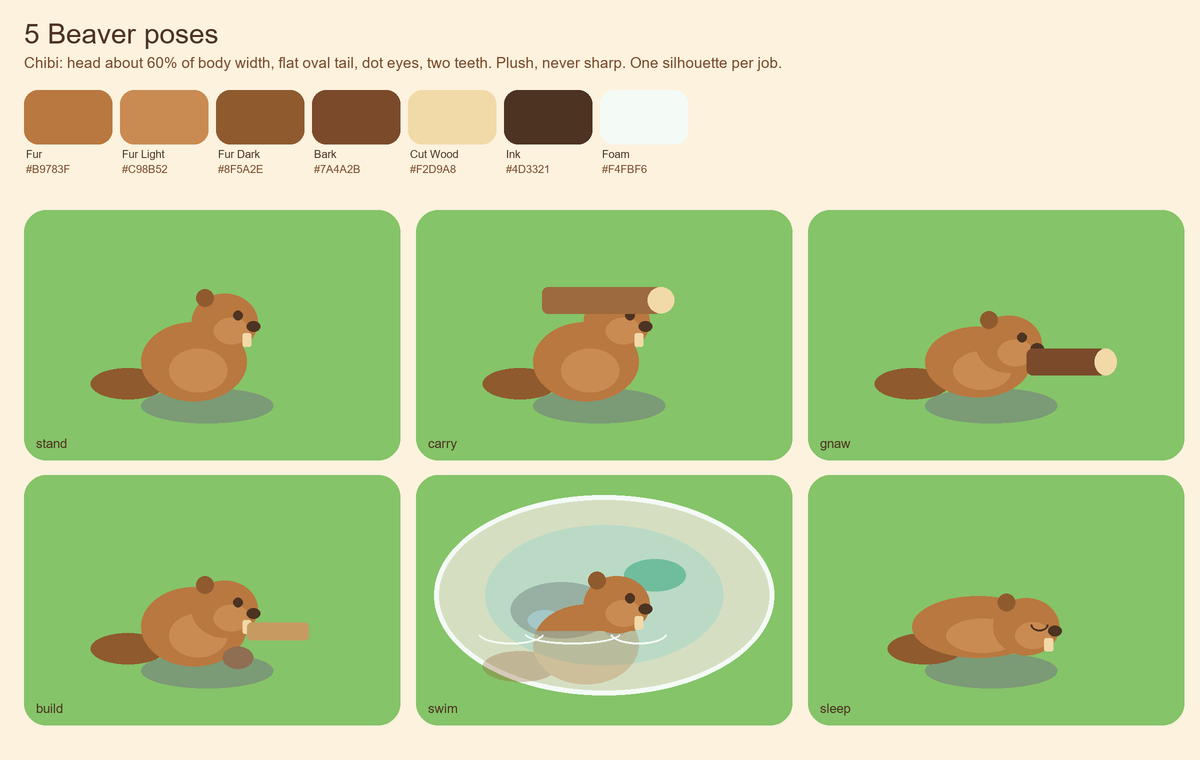 5 Beaver poses
Chibi: head about 60% of body width, flat oval tail, dot eyes, two teeth. Plush, never sharp. One silhouette per job.
Fur
#B9783F
Fur Light
#C98B52
Fur Dark
#8F5A2E
Bark
#7A4A2B
Cut Wood
#F2D9A8
Ink
#4D3321
Foam
#F4FBF6
stand
carry
gnaw
build
swim
sleep